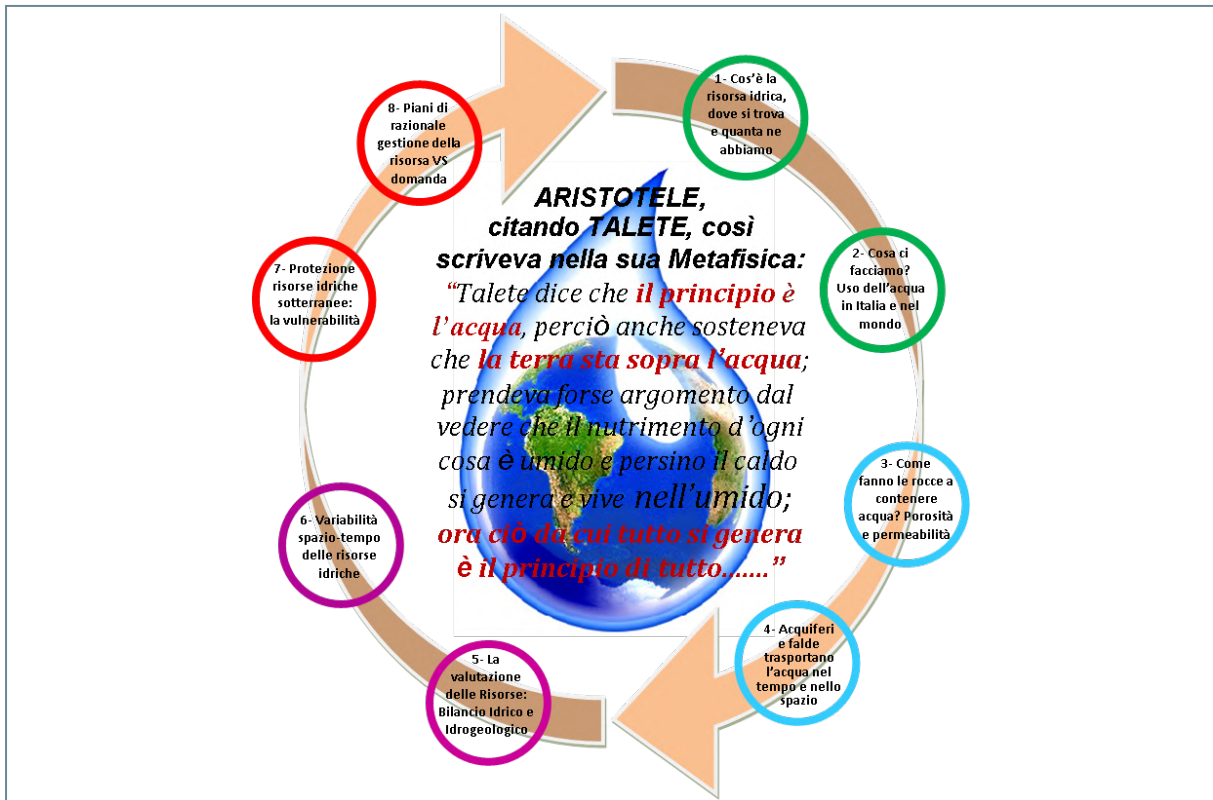 1- Cos'è la
risorsa idrica,
dove si trova
e quanta ne
abbiamo
2- Cosa ci
facciamo?
Uso dell'acqua
in Italia e nel
mondo
3- Come
fanno le rocce a
contenere
acqua? Porosità
e permeabilità
4- Acquiferi
e falde
trasportano
l'acqua nel
tempo e nello
spazio
5- La
valutazione
delle Risorse:
Bilancio Idrico e
Idrogeologico
6- Variabilità
spazio-tempo
delle risorse
idriche
7- Protezione
risorse idriche
sotterranee:
la vulnerabilità
8- Piani di
razionale
gestione della
risorsa VS
domanda
ARISTOTELE,
citando TALETE, così
scriveva nella sua Metafisica:
“Talete dice che il principio è
l’acqua, perciò anche sosteneva
che la terra sta sopra l’acqua;
prendeva forse argomento dal
vedere che il nutrimento d’ogni
cosa è umido e persino il caldo
si genera e vive nell’umido;
ora ciò da cui tutto si genera
è il principio di tutto.......”